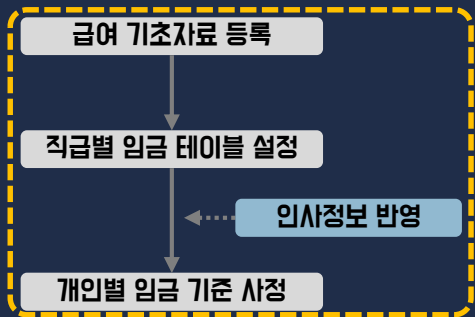 급여 기초자료 등록
직급별 임금 테이블 설정
인사정보 반영
개인별 임금 기준 사정